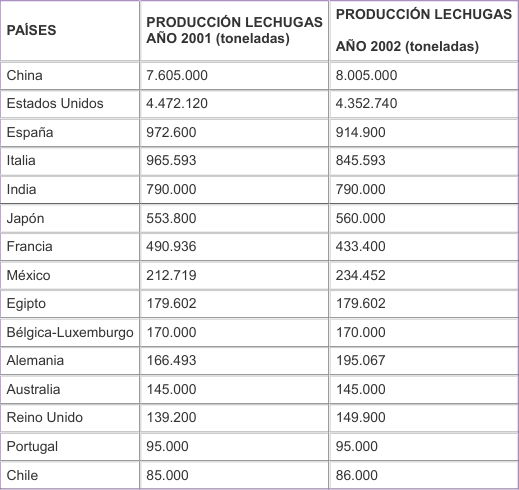 PAÍSES PRODUCCIÓN LECHUGAS AÑO 2001 (toneladas) PRODUCCIÓN LECHUGAS AÑO 2002 (toneladas)
China 7.605.000 8.005.000
Estados Unidos 4.472.120 4.352.740
España 972.600 914.900
Italia 965.593 845.593
India 790.000 790.000
Japón 553.800 560.000
Francia 490.936 433.400
México 212.719 234.452
Egipto 179.602 179.602
Bélgica-Luxemburgo 170.000 170.000
Alemania 166.493 195.067
Australia 145.000 145.000
Reino Unido 139.200 149.900
Portugal 95.000 95.000
Chile 85.000 86.000